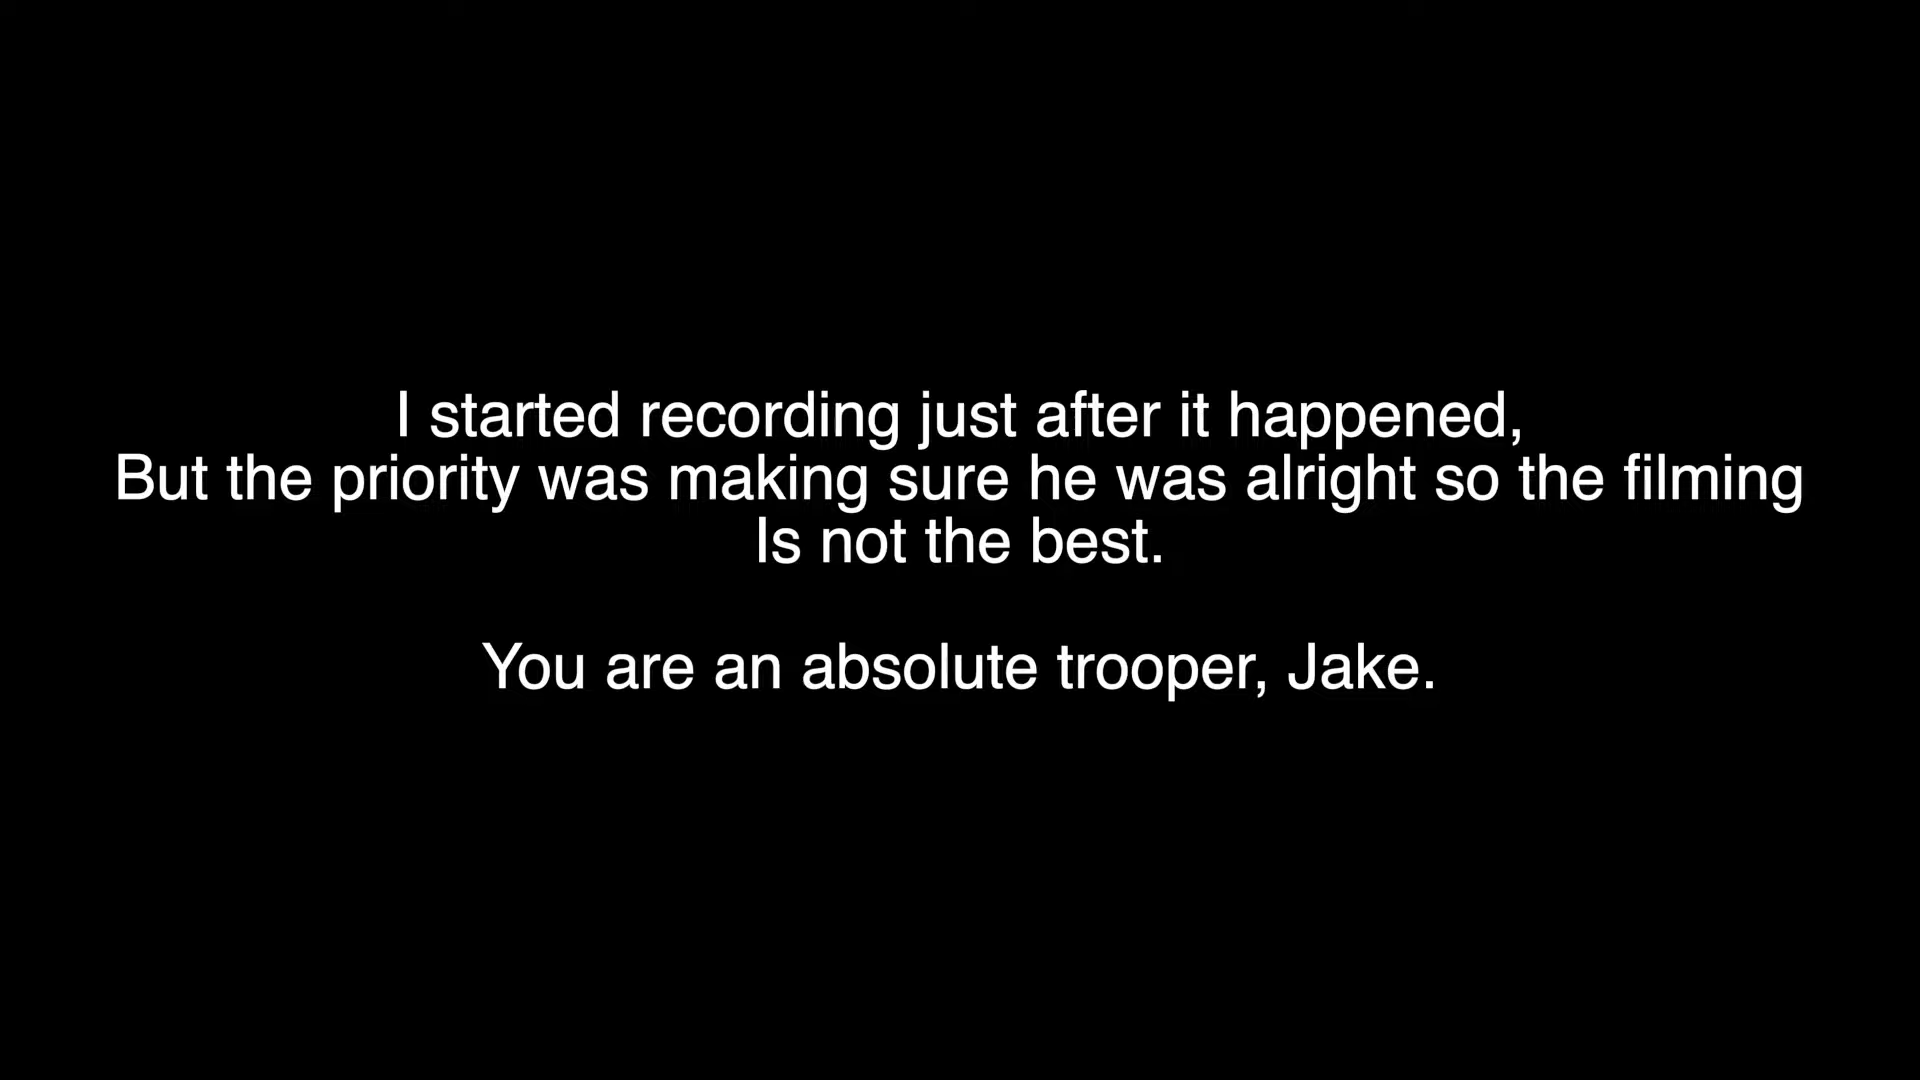 I started recording just after it happened,
But the priority was making sure he was alright so the filming
Is not the best.
You are an absolute trooper, Jake.